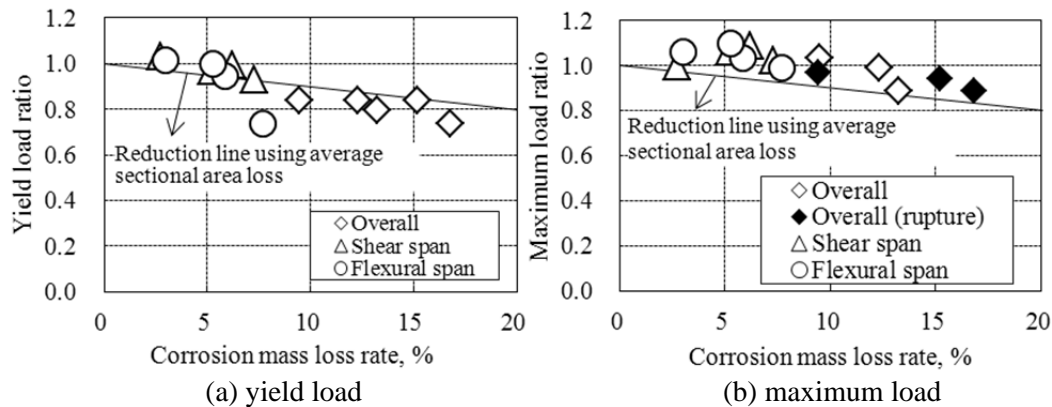 1.2
1.0
0.8
0.6
0.4
0.2
0.0
Yield load ratio
Reduction line using average
sectional area loss
Overall
Shear span
Flexural span
0 5 10 15 20
Corrosion mass loss rate, %
(a) yield load
1.2
1.0
0.8
0.6
0.4
0.2
0.0
Maximum load ratio
Reduction line using average
sectional area loss
Overall
Overall (rupture)
Shear span
Flexural span
0 5 10 15 20
Corrosion mass loss rate, %
(b) maximum load